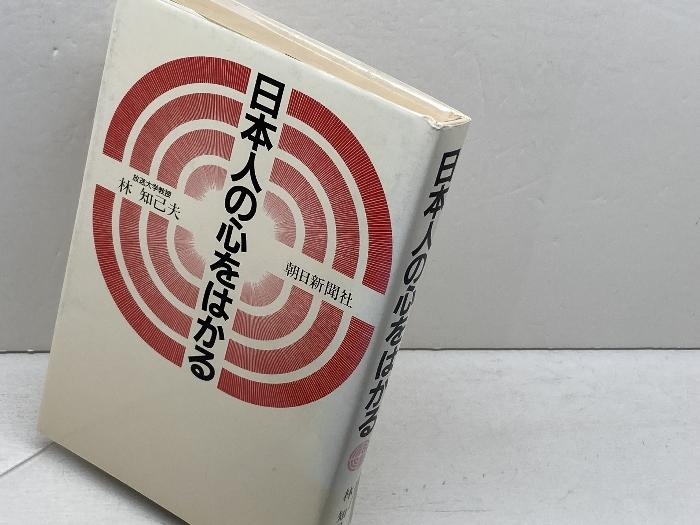 日本人の心をはかる
放送大学教授
林 知己夫
朝日新聞社
日本人の心をはかる
林 知